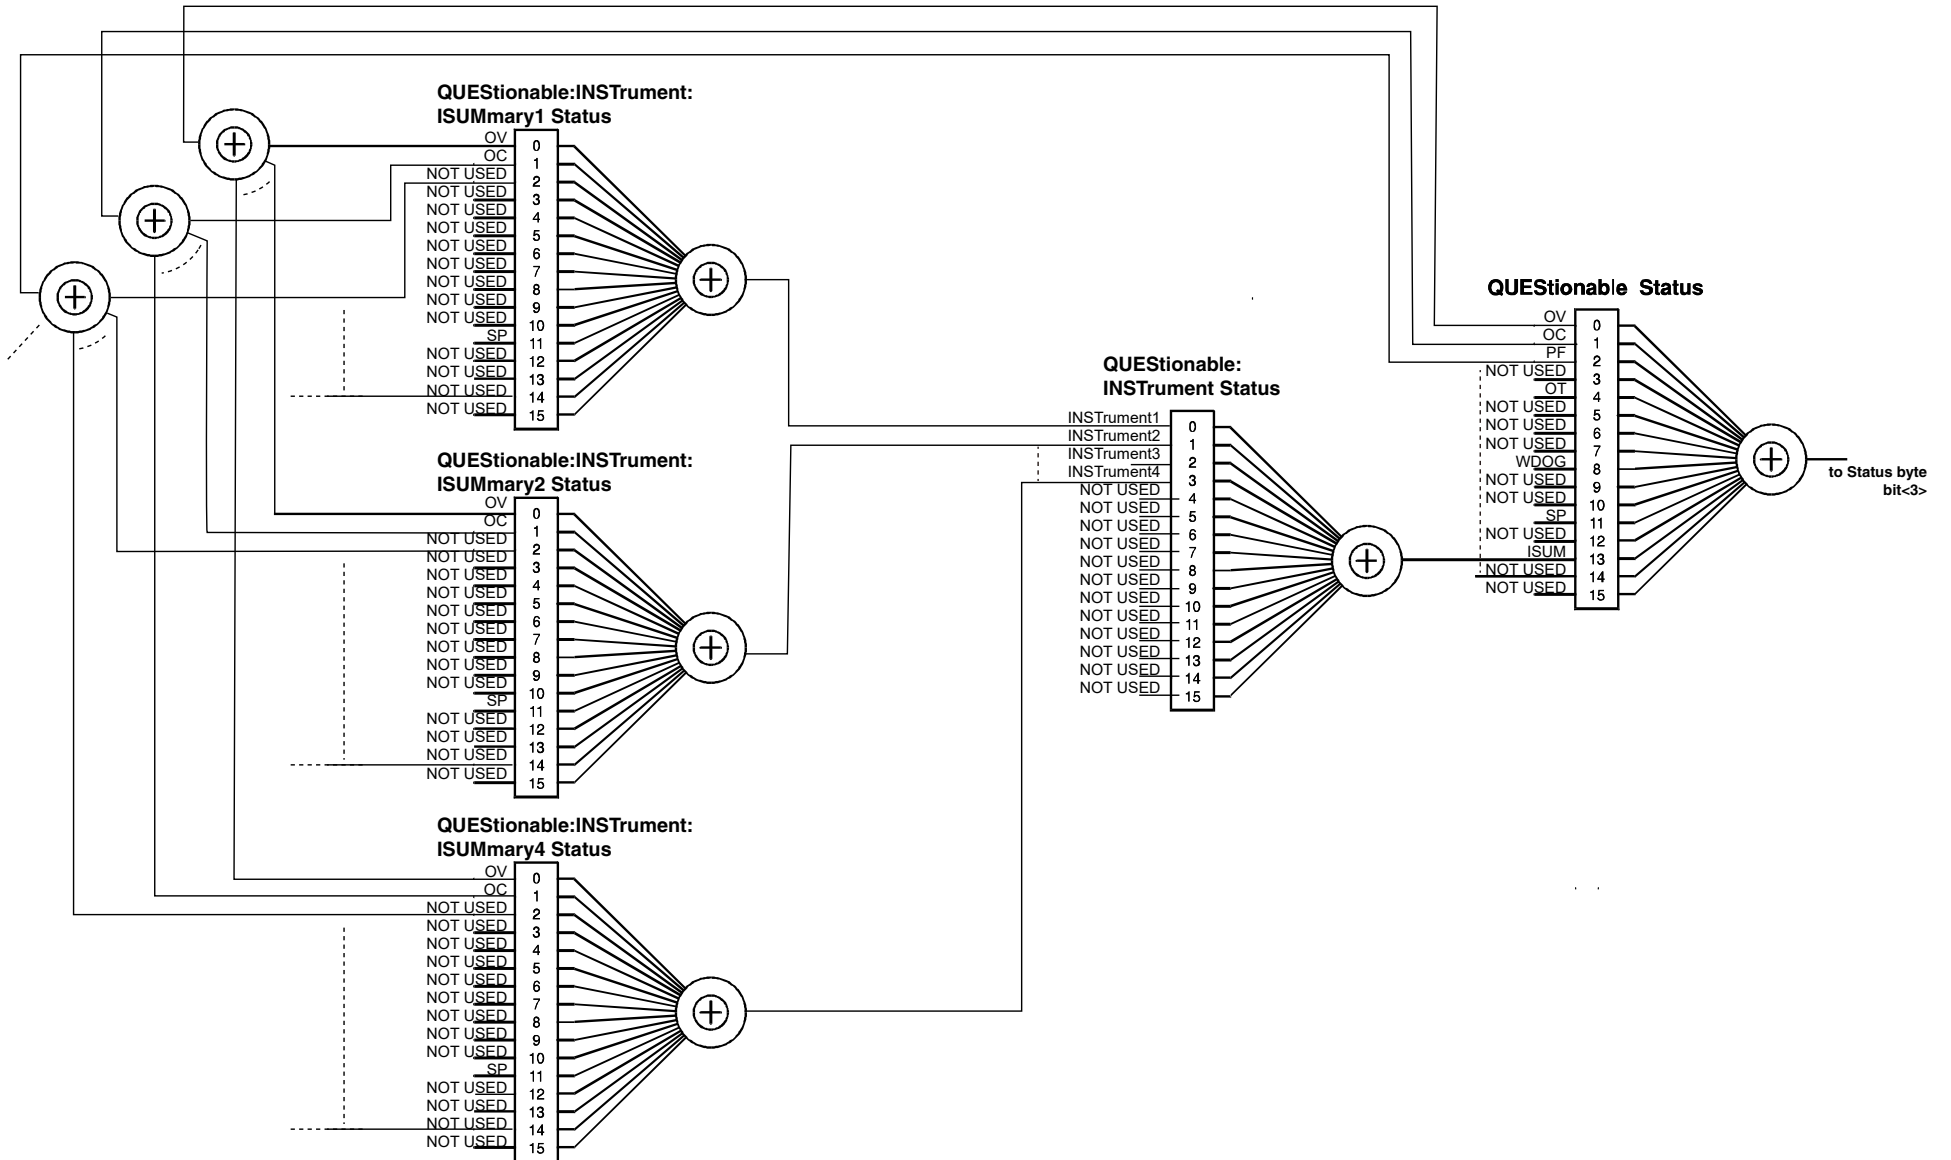 QUEStionable:INSTrument:
ISUMmary1 Status
OV 0
OC 1
NOT USED 2
NOT USED 3
NOT USED 4
NOT USED 5
NOT USED 6
NOT USED 7
NOT USED 8
NOT USED 9
NOT USED 10
SP 11
NOT USED 12
NOT USED 13
NOT USED 14
NOT USED 15
QUEStionable:INSTrument:
ISUMmary2 Status
OV 0
OC 1
NOT USED 2
NOT USED 3
NOT USED 4
NOT USED 5
NOT USED 6
NOT USED 7
NOT USED 8
NOT USED 9
NOT USED 10
SP 11
NOT USED 12
NOT USED 13
NOT USED 14
NOT USED 15
QUEStionable:INSTrument:
ISUMmary4 Status
OV 0
OC 1
NOT USED 2
NOT USED 3
NOT USED 4
NOT USED 5
NOT USED 6
NOT USED 7
NOT USED 8
NOT USED 9
NOT USED 10
SP 11
NOT USED 12
NOT USED 13
NOT USED 14
NOT USED 15
QUEStionable:
INSTrument Status
INSTrument1 0
INSTrument2 1
INSTrument3 2
INSTrument4 3
NOT USED 4
NOT USED 5
NOT USED 6
NOT USED 7
NOT USED 8
NOT USED 9
NOT USED 10
NOT USED 11
NOT USED 12
NOT USED 13
NOT USED 14
NOT USED 15
QUEStionable Status
OV 0
OC 1
PF 2
NOT USED 3
OT 4
NOT USED 5
NOT USED 6
NOT USED 7
WDOG 8
NOT USED 9
NOT USED 10
SP 11
NOT USED 12
ISUM 13
NOT USED 14
NOT USED 15
to Status byte
bit<3>